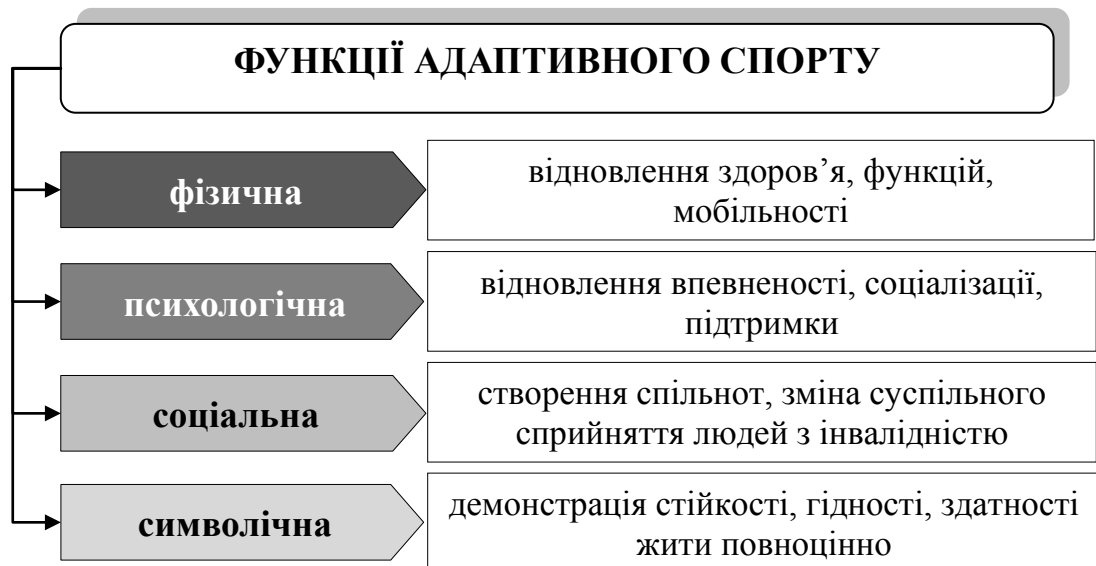 ФУНКЦІЇ АДАПТИВНОГО СПОРТУ
фізична
відновлення здоров’я, функцій,
мобільності
психологічна
відновлення впевненості, соціалізації,
підтримки
соціальна
створення спільнот, зміна суспільного
сприйняття людей з інвалідністю
символічна
демонстрація стійкості, гідності, здатності
жити повноцінно